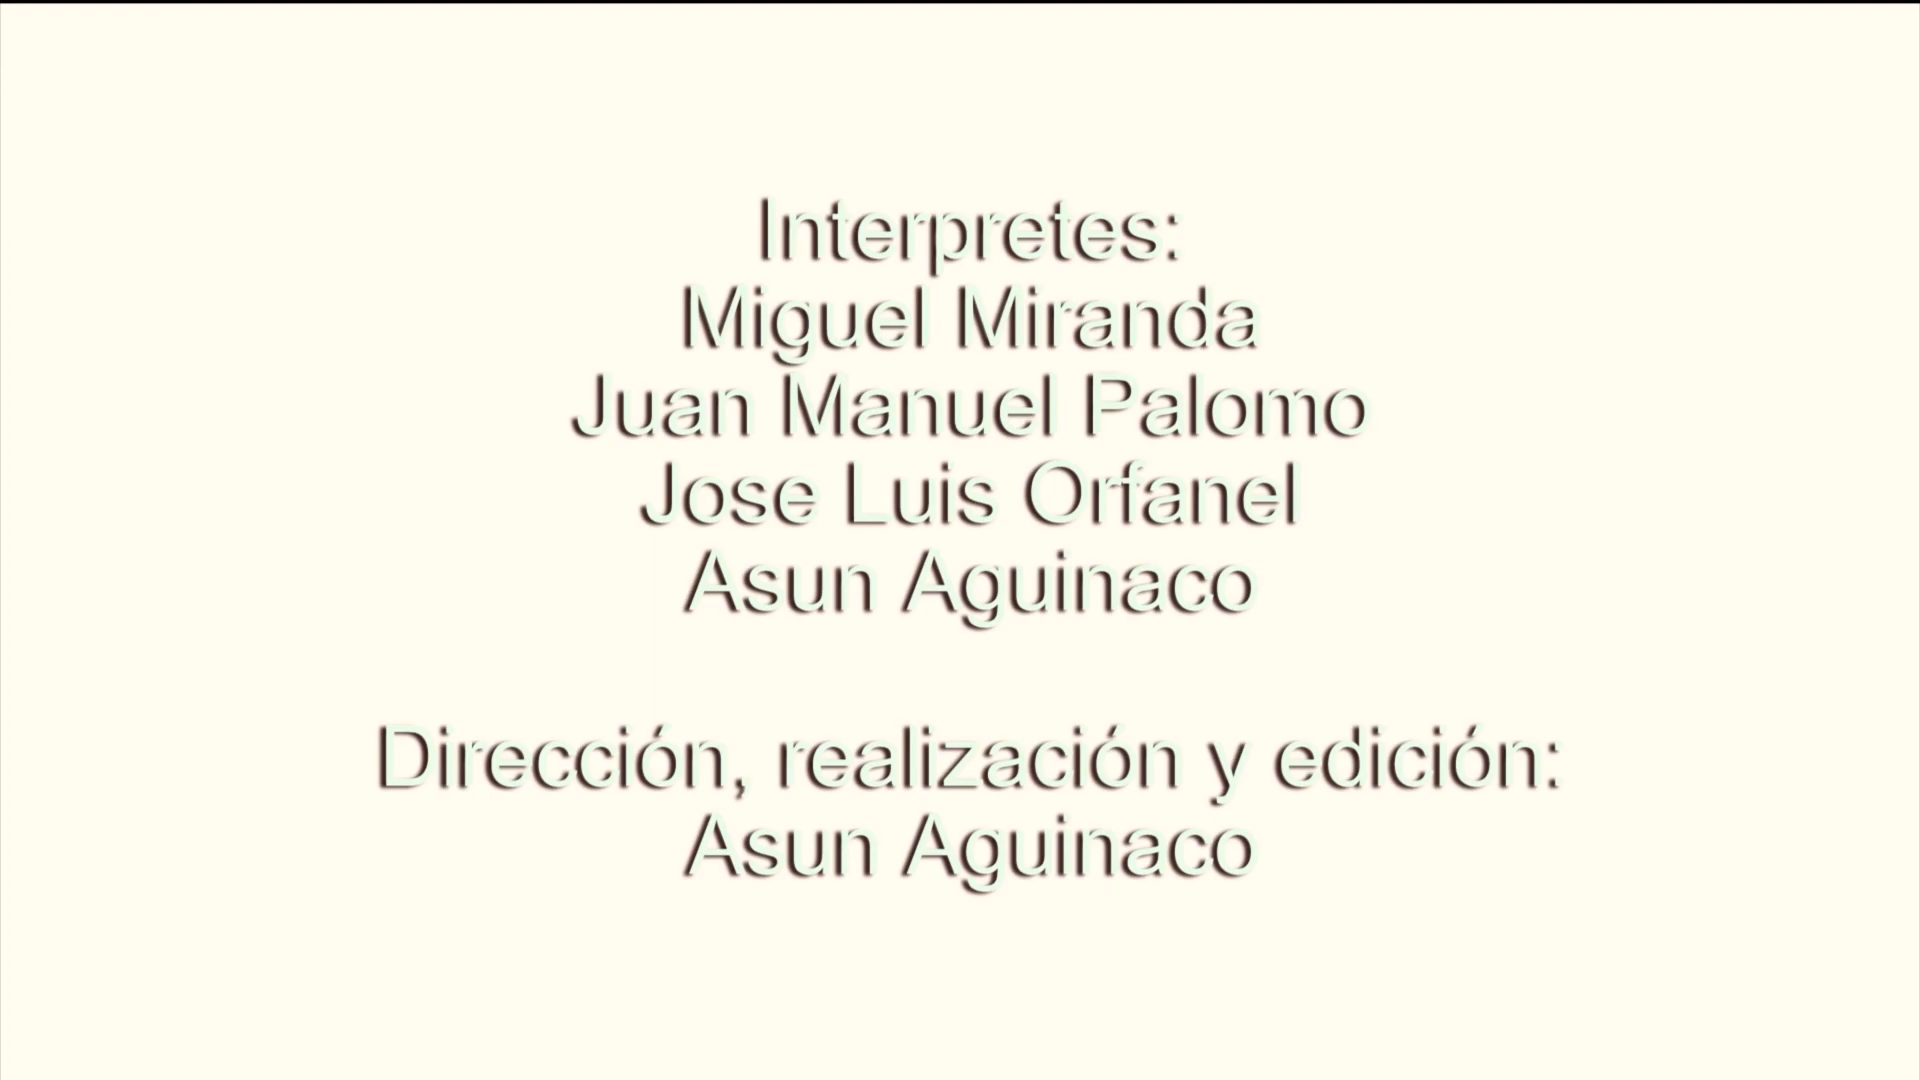 Interpretes:
Miguel Miranda
Juan Manuel Palomo
Jose Luis Orfanel
Asun Aguinaco
Dirección, realización y edición:
Asun Aguinaco